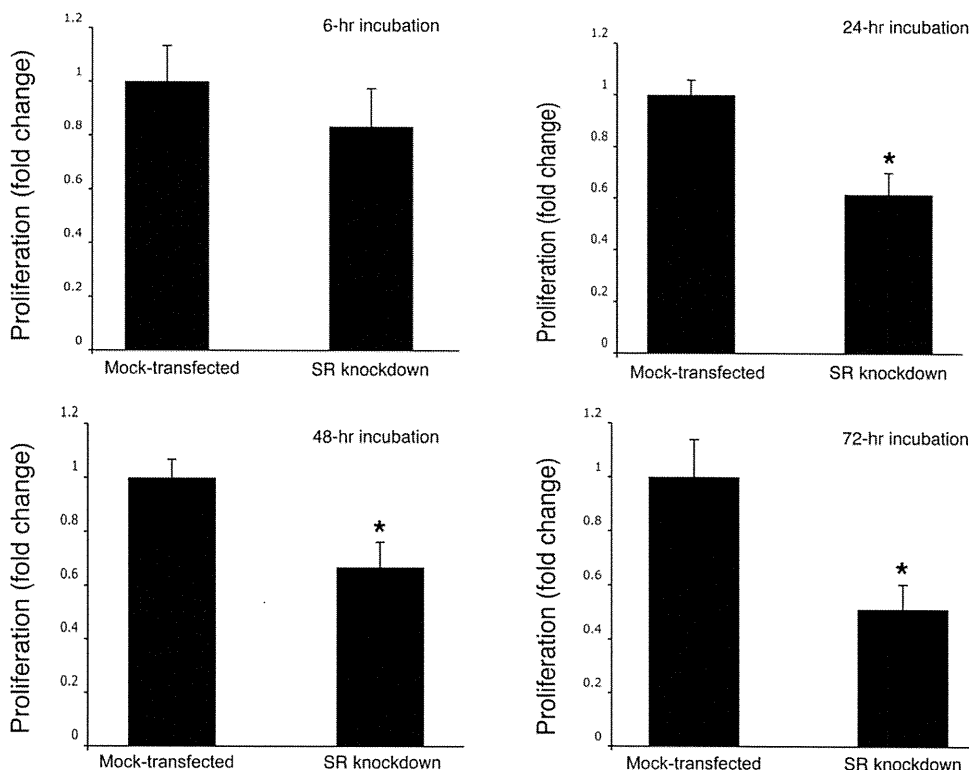 6-hr incubation
Proliferation (fold change)
1.2
1
0.8
0.6
0.4
0.2
0
Mock-transfected SR knockdown
24-hr incubation
Proliferation (fold change)
1.2
1
0.8
0.6
0.4
0.2
0
*
Mock-transfected SR knockdown
48-hr incubation
Proliferation (fold change)
1.2
1
0.8
0.6
0.4
0.2
0
*
Mock-transfected SR knockdown
72-hr incubation
Proliferation (fold change)
1.2
1
0.8
0.6
0.4
0.2
0
*
Mock-transfected SR knockdown